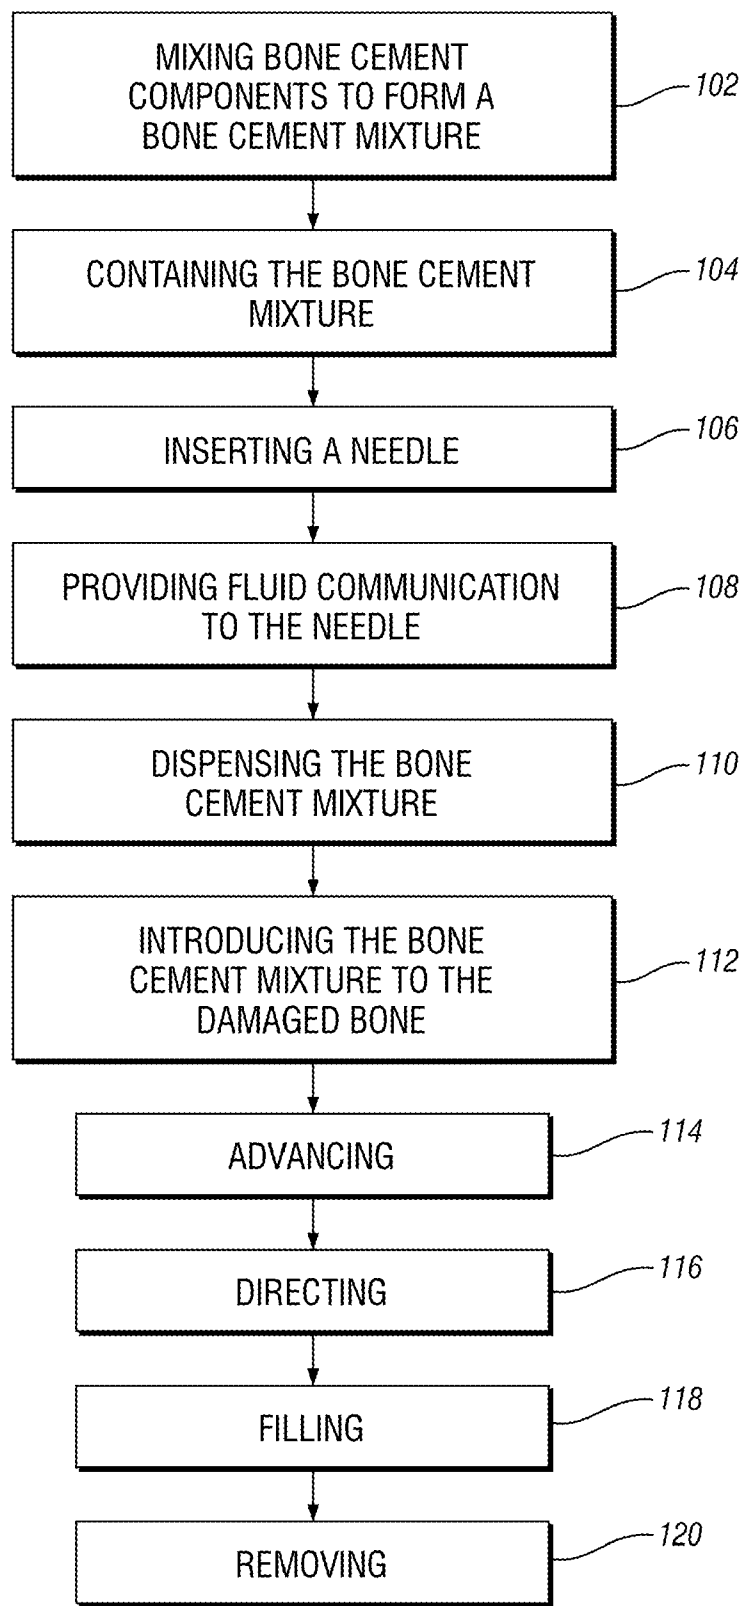 MIXING BONE CEMENT
COMPONENTS TO FORM A
BONE CEMENT MIXTURE
102
CONTAINING THE BONE CEMENT
MIXTURE
104
INSERTING A NEEDLE
106
PROVIDING FLUID COMMUNICATION
TO THE NEEDLE
108
DISPENSING THE BONE
CEMENT MIXTURE
110
INTRODUCING THE BONE
CEMENT MIXTURE TO THE
DAMAGED BONE
112
ADVANCING
114
DIRECTING
116
FILLING
118
REMOVING
120